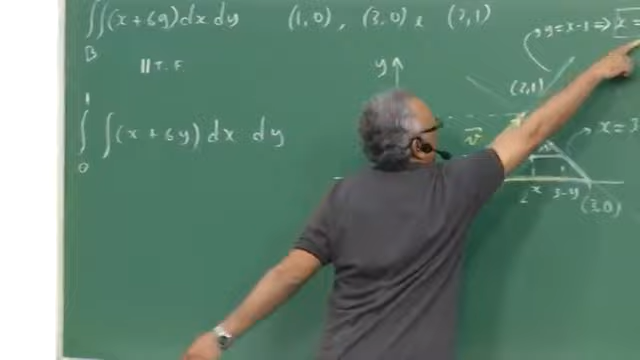 ∬(x+6y)dx dy   (1,0), (3,0) e (2,1)
B
y=x-1 ⇒ x=
|| T.F.
y
(2,1)
1
∫ ∫(x+6y)dx dy
0
x=3
2 x 3-y
(3,0)